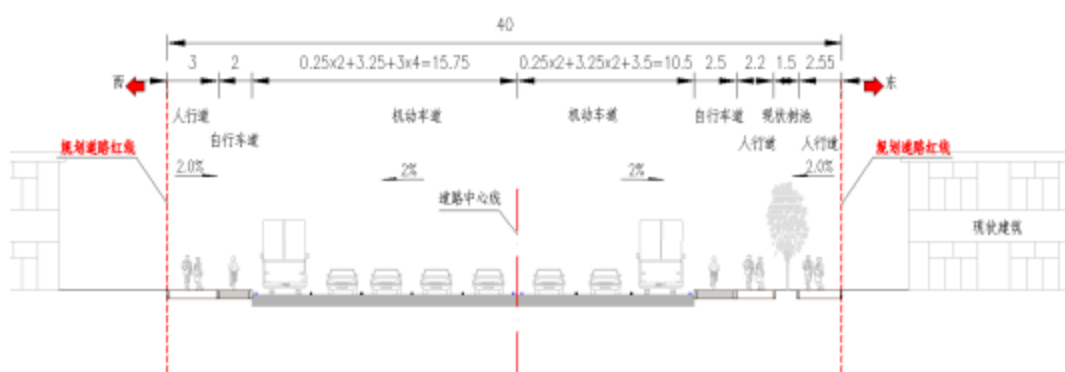 40
3 2 0.25x2+3.25+3x4=15.75 0.25x2+3.25x2+3.5=10.5 2.5 2.2 1.5 2.55
西 东
人行道 机动车道 机动车道 自行车道 现状树池
自行车道 人行道 人行道
规划道路红线 规划道路红线
2.0% 2% 2% 2.0%
道路中心线
现状建筑